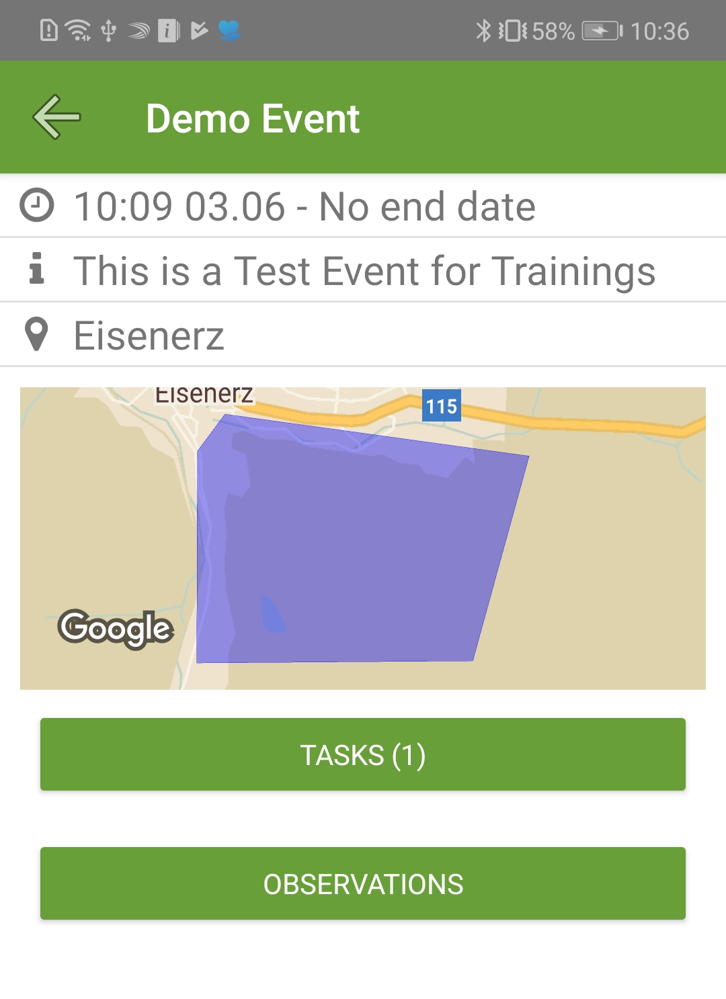 58% 10:36
Demo Event
10:09 03.06 - No end date
This is a Test Event for Trainings
Eisenerz
Eisenerz
115
Google
TASKS (1)
OBSERVATIONS